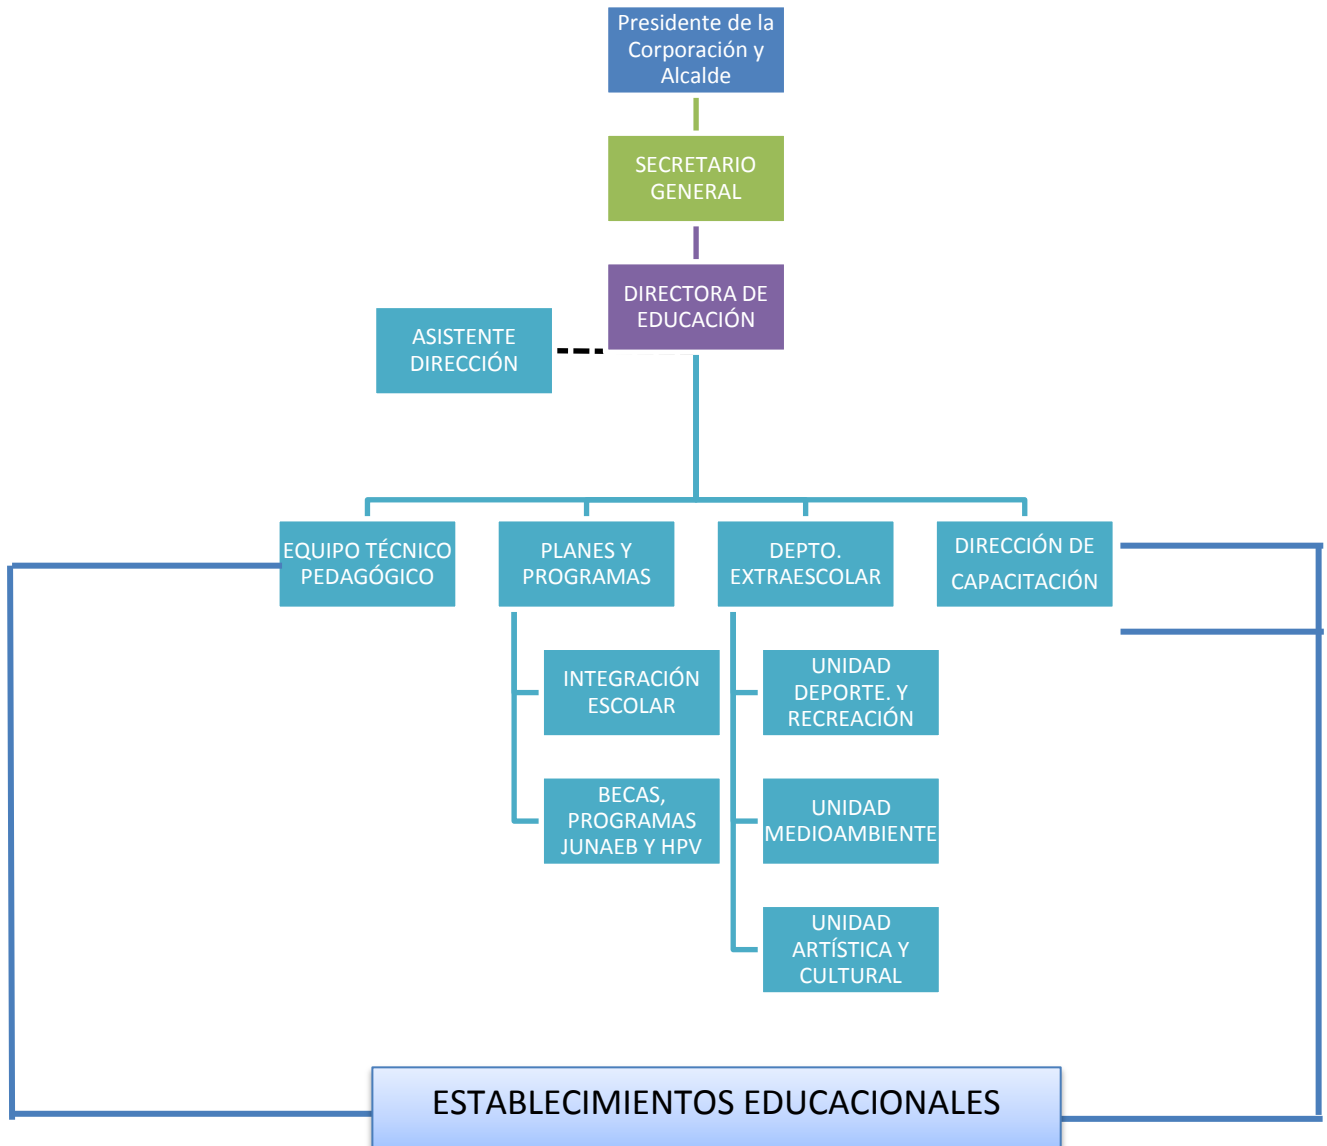 Presidente de la
Corporación y
Alcalde
SECRETARIO
GENERAL
DIRECTORA DE
EDUCACIÓN
ASISTENTE
DIRECCIÓN
EQUIPO TÉCNICO
PEDAGÓGICO
PLANES Y
PROGRAMAS
DEPTO.
EXTRAESCOLAR
DIRECCIÓN DE
CAPACITACIÓN
INTEGRACIÓN
ESCOLAR
UNIDAD
DEPORTE. Y
RECREACIÓN
BECAS,
PROGRAMAS
JUNAEB Y HPV
UNIDAD
MEDIOAMBIENTE
UNIDAD
ARTÍSTICA Y
CULTURAL
ESTABLECIMIENTOS EDUCACIONALES